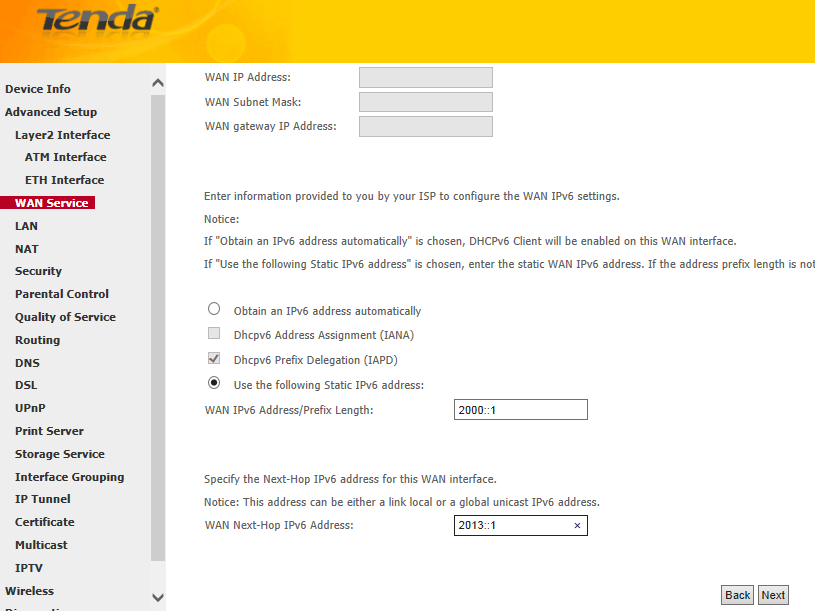 Tenda
Device Info
Advanced Setup
Layer2 Interface
ATM Interface
ETH Interface
WAN Service
LAN
NAT
Security
Parental Control
Quality of Service
Routing
DNS
DSL
UPnP
Print Server
Storage Service
Interface Grouping
IP Tunnel
Certificate
Multicast
IPTV
Wireless
WAN IP Address:
WAN Subnet Mask:
WAN gateway IP Address:
Enter information provided to you by your ISP to configure the WAN IPv6 settings.
Notice:
If "Obtain an IPv6 address automatically" is chosen, DHCPv6 Client will be enabled on this WAN interface.
If "Use the following Static IPv6 address" is chosen, enter the static WAN IPv6 address. If the address prefix length is not
Obtain an IPv6 address automatically
Dhcpv6 Address Assignment (IANA)
Dhcpv6 Prefix Delegation (IAPD)
Use the following Static IPv6 address:
WAN IPv6 Address/Prefix Length: 2000::1
Specify the Next-Hop IPv6 address for this WAN interface.
Notice: This address can be either a link local or a global unicast IPv6 address.
WAN Next-Hop IPv6 Address: 2013::1 ×
Back Next